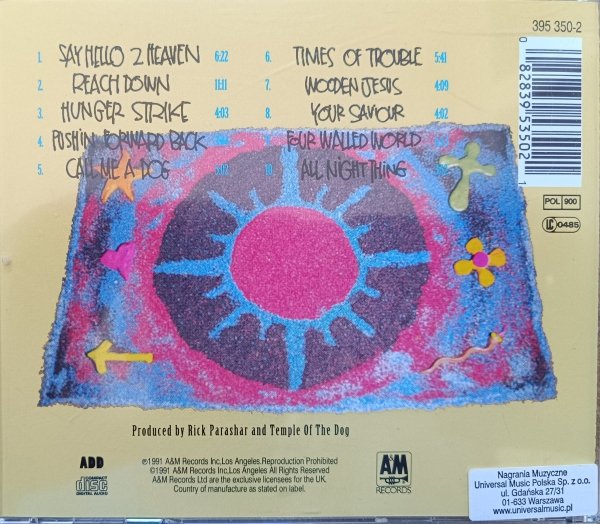 395 350-2
1. SAY HELLO 2 HEAVEN 6:22
2. REACH DOWN 11:11
3. HUNGER STRIKE 4:03
4. PUSHIN FORWARD BACK
5. CALL ME A DOG
6. TIMES OF TROUBLE 5:41
7. WOODEN JESUS 4:09
8. YOUR SAVIOUR 4:02
FOUR WALLED WORLD
10. ALL NIGHT THING
0 82839 53502 1
POL 900
LC 0485
Produced by Rick Parashar and Temple Of The Dog
ADD
COMPACT
disc
DIGITAL AUDIO
℗1991 A&M Records Inc,Los Angeles.Reproduction Prohibited
©1991 A&M Records Inc,Los Angeles All Rights Reserved
A&M Records Ltd are the exclusive licensees for the UK.
Country of manufacture as stated on label.
A&M
RECORDS
Nagrania Muzyczne
Universal Music Polska Sp. z o.o.
ul. Gdańska 27/31
01-633 Warszawa
www.universalmusic.pl